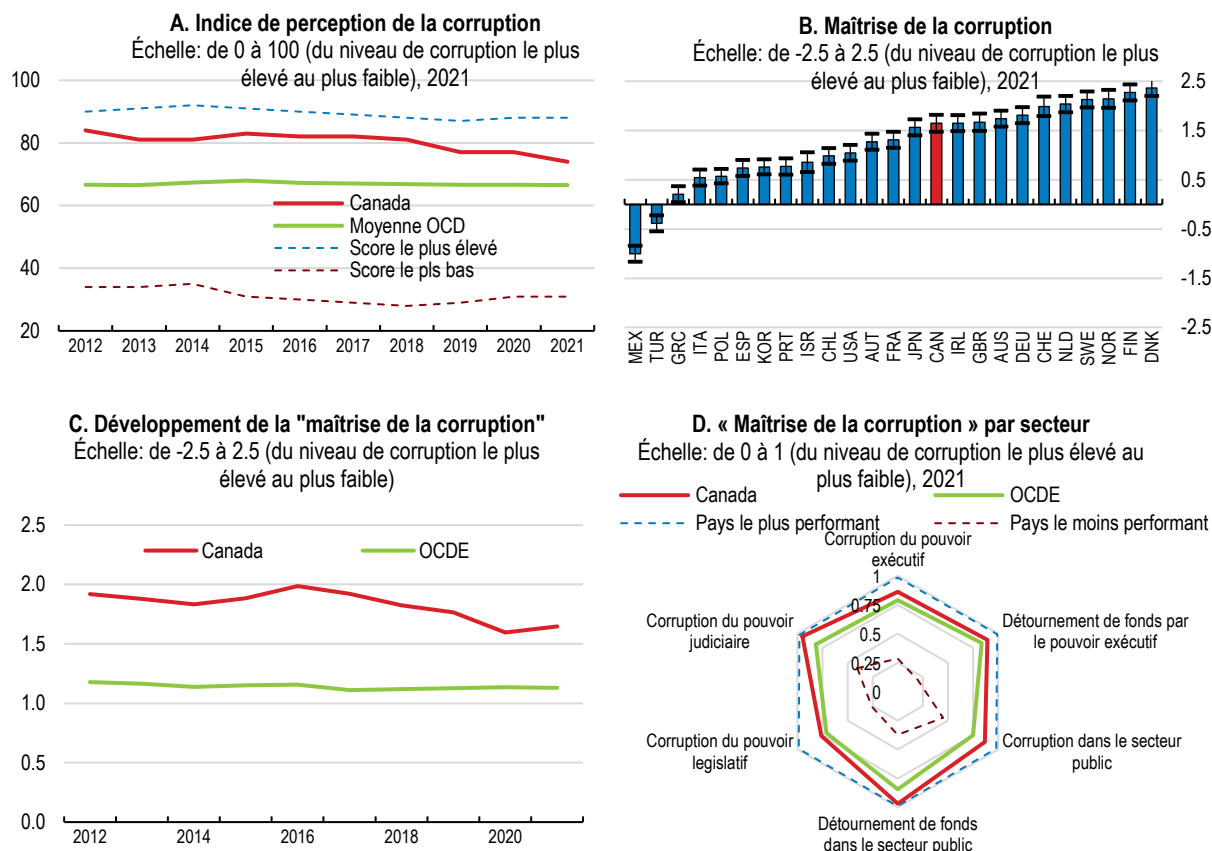 A. Indice de perception de la corruption
Échelle: de 0 à 100 (du niveau de corruption le plus
élevé au plus faible), 2021
100
80
60
40
20
Canada
Moyenne OCD
Score le plus élevé
Score le pls bas
2012 2013 2014 2015 2016 2017 2018 2019 2020 2021
B. Maîtrise de la corruption
Échelle: de -2.5 à 2.5 (du niveau de corruption le plus
élevé au plus faible), 2021
2.5
1.5
0.5
-0.5
-1.5
-2.5
MEX TUR GRC ITA POL ESP KOR PRT ISR CHL USA AUT FRA JPN CAN IRL GBR AUS DEU CHE NLD SWE NOR FIN DNK
C. Développement de la "maîtrise de la corruption"
Échelle: de -2.5 à 2.5 (du niveau de corruption le plus
élevé au plus faible)
2.5
2.0
1.5
1.0
0.5
0.0
Canada OCDE
2012 2014 2016 2018 2020
D. « Maîtrise de la corruption » par secteur
Échelle: de 0 à 1 (du niveau de corruption le plus élevé au
plus faible), 2021
Canada OCDE
Pays le plus performant Pays le moins performant
Corruption du pouvoir
exécutif
1
0.75
0.5
0.25
0
Détournement de fonds par
le pouvoir exécutif
Corruption dans le secteur
public
Détournement de fonds
dans le secteur public
Corruption du pouvoir
legislatif
Corruption du pouvoir
judiciaire